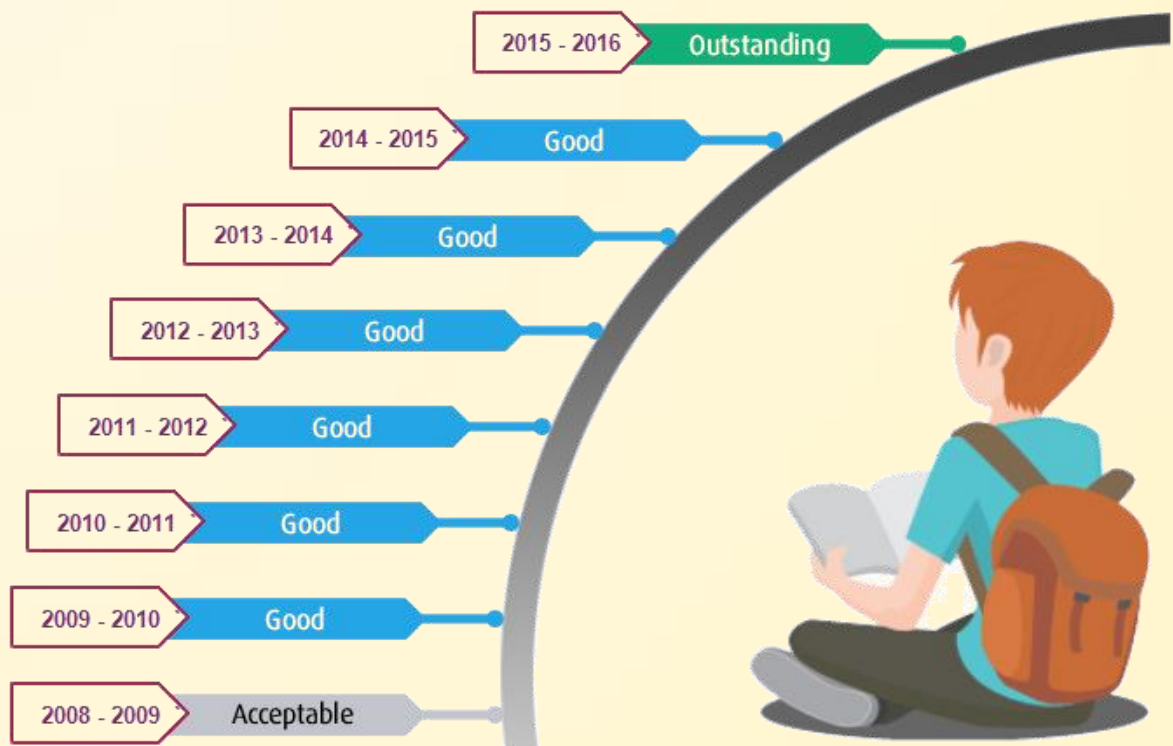 2015 - 2016 Outstanding
2014 - 2015 Good
2013 - 2014 Good
2012 - 2013 Good
2011 - 2012 Good
2010 - 2011 Good
2009 - 2010 Good
2008 - 2009 Acceptable